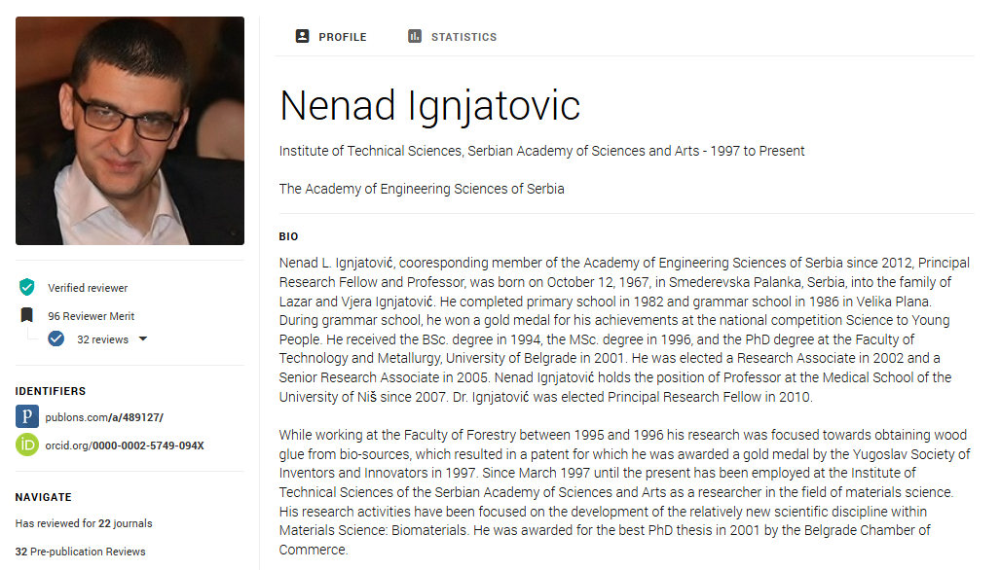 PROFILE
STATISTICS
Nenad Ignjatovic
Institute of Technical Sciences, Serbian Academy of Sciences and Arts - 1997 to Present
The Academy of Engineering Sciences of Serbia
BIO
Nenad L. Ignjatović, cooresponding member of the Academy of Engineering Sciences of Serbia since 2012, Principal
Research Fellow and Professor, was born on October 12, 1967, in Smederevska Palanka, Serbia, into the family of
Lazar and Vjera Ignjatović. He completed primary school in 1982 and grammar school in 1986 in Velika Plana.
During grammar school, he won a gold medal for his achievements at the national competition Science to Young
People. He received the BSc. degree in 1994, the MSc. degree in 1996, and the PhD degree at the Faculty of
Technology and Metallurgy, University of Belgrade in 2001. He was elected a Research Associate in 2002 and a
Senior Research Associate in 2005. Nenad Ignjatović holds the position of Professor at the Medical School of the
University of Niš since 2007. Dr. Ignjatović was elected Principal Research Fellow in 2010.
While working at the Faculty of Forestry between 1995 and 1996 his research was focused towards obtaining wood
glue from bio-sources, which resulted in a patent for which he was awarded a gold medal by the Yugoslav Society of
Inventors and Innovators in 1997. Since March 1997 until the present has been employed at the Institute of
Technical Sciences of the Serbian Academy of Sciences and Arts as a researcher in the field of materials science.
His research activities have been focused on the development of the relatively new scientific discipline within
Materials Science: Biomaterials. He was awarded for the best PhD thesis in 2001 by the Belgrade Chamber of
Commerce.
Verified reviewer
96 Reviewer Merit
32 reviews
IDENTIFIERS
P publons.com/a/489127/
iD orcid.org/0000-0002-5749-094X
NAVIGATE
Has reviewed for 22 journals
32 Pre-publication Reviews